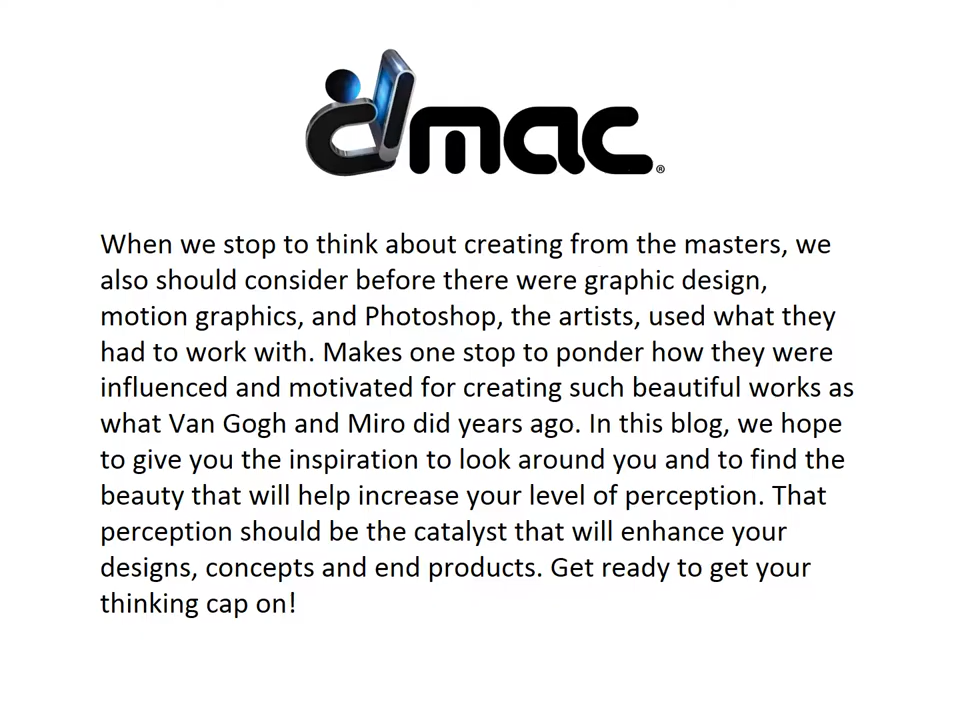 dmac®
When we stop to think about creating from the masters, we
also should consider before there were graphic design,
motion graphics, and Photoshop, the artists, used what they
had to work with. Makes one stop to ponder how they were
influenced and motivated for creating such beautiful works as
what Van Gogh and Miro did years ago. In this blog, we hope
to give you the inspiration to look around you and to find the
beauty that will help increase your level of perception. That
perception should be the catalyst that will enhance your
designs, concepts and end products. Get ready to get your
thinking cap on!